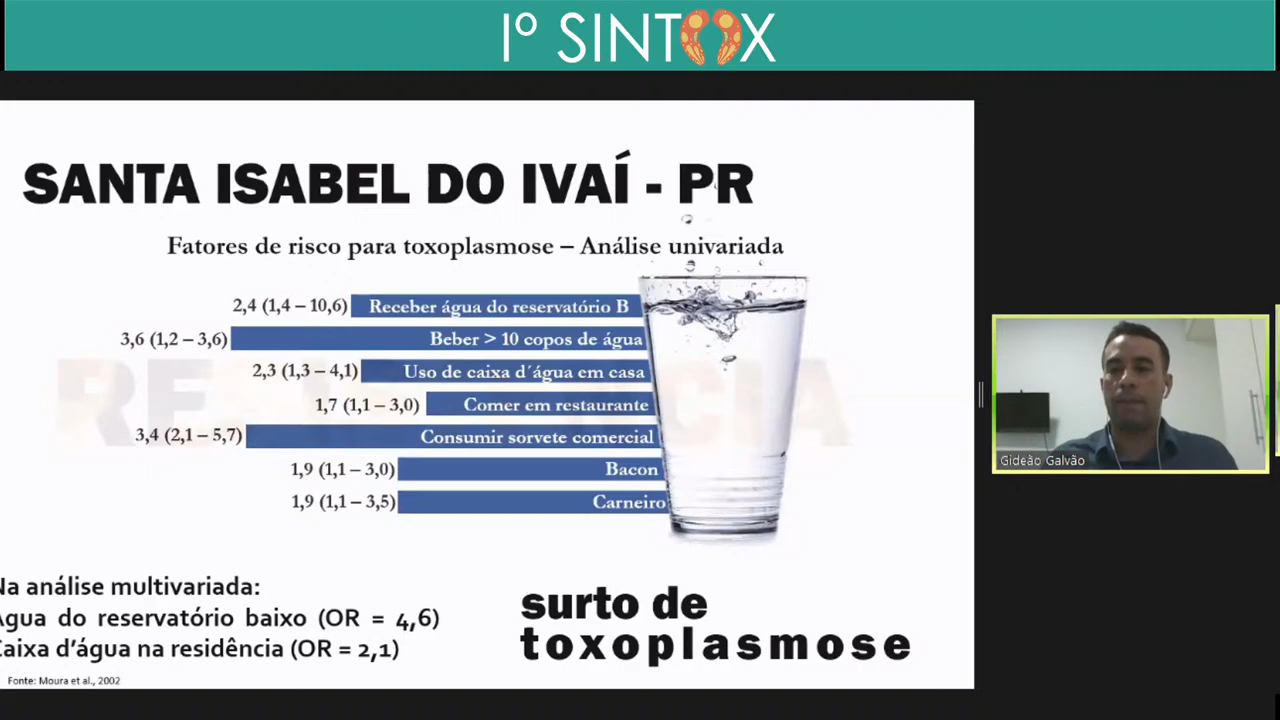 Iº SINTOX
SANTA ISABEL DO IVAÍ - PR
Fatores de risco para toxoplasmose – Análise univariada
2,4 (1,4 – 10,6) Receber água do reservatório B
3,6 (1,2 – 3,6) Beber > 10 copos de água
2,3 (1,3 – 4,1) Uso de caixa d´água em casa
1,7 (1,1 – 3,0) Comer em restaurante
3,4 (2,1 – 5,7) Consumir sorvete comercial
1,9 (1,1 – 3,0) Bacon
1,9 (1,1 – 3,5) Carneiro
Na análise multivariada:
Água do reservatório baixo (OR = 4,6)
Caixa d'água na residência (OR = 2,1)
Fonte: Moura et al., 2002
surto de
toxoplasmose
Gideão Galvão